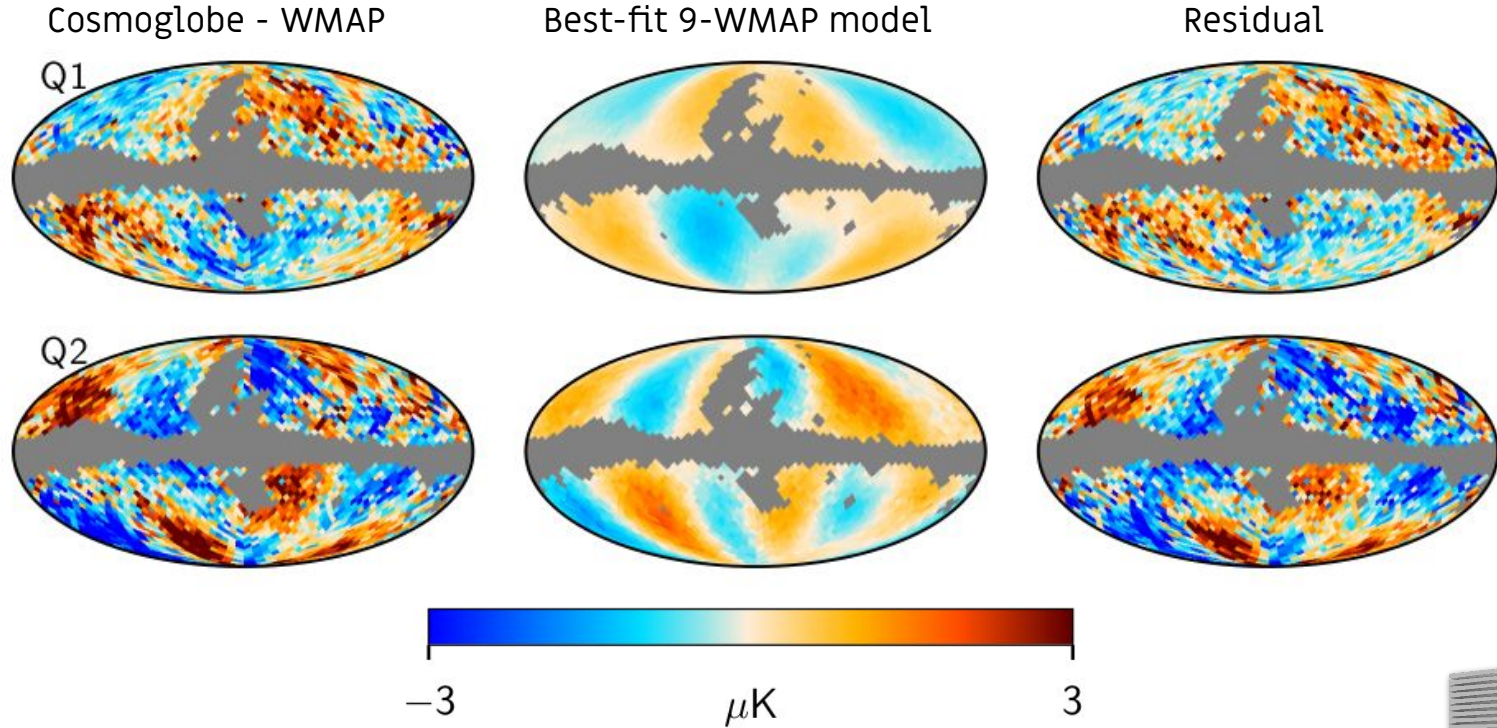 Cosmoglobe - WMAP Best-fit 9-WMAP model Residual
Q1
Q2
−3 μK 3